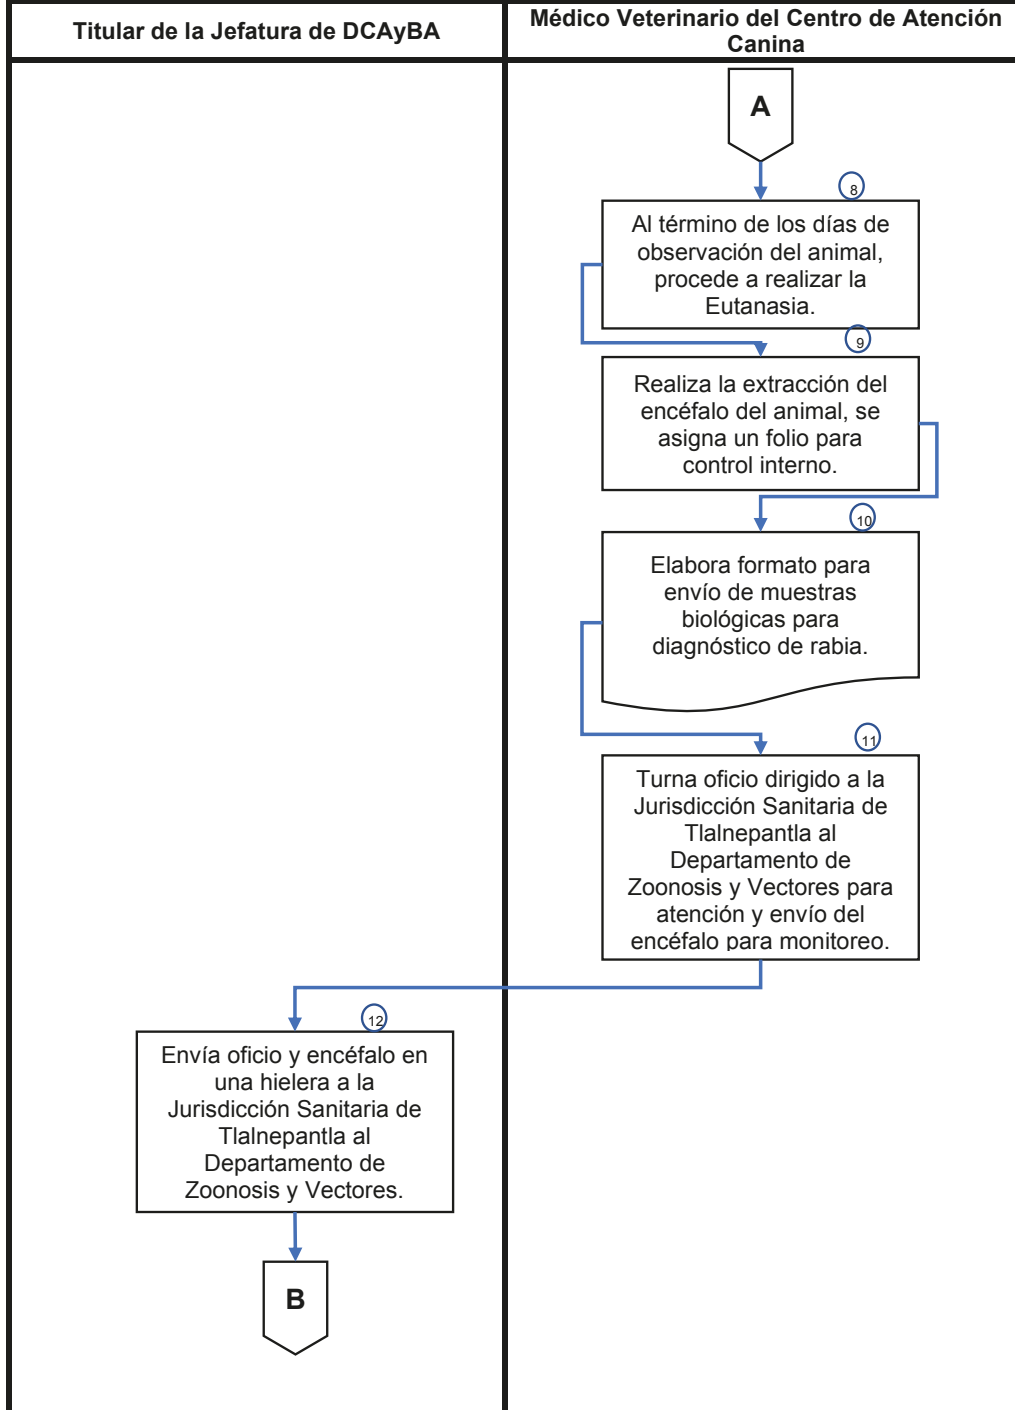 Titular de la Jefatura de DCAyBA
Médico Veterinario del Centro de Atención
Canina
A
8
Al término de los días de
observación del animal,
procede a realizar la
Eutanasia.
9
Realiza la extracción del
encéfalo del animal, se
asigna un folio para
control interno.
10
Elabora formato para
envío de muestras
biológicas para
diagnóstico de rabia.
11
Turna oficio dirigido a la
Jurisdicción Sanitaria de
Tlalnepantla al
Departamento de
Zoonosis y Vectores para
atención y envío del
encéfalo para monitoreo.
12
Envía oficio y encéfalo en
una hielera a la
Jurisdicción Sanitaria de
Tlalnepantla al
Departamento de
Zoonosis y Vectores.
B